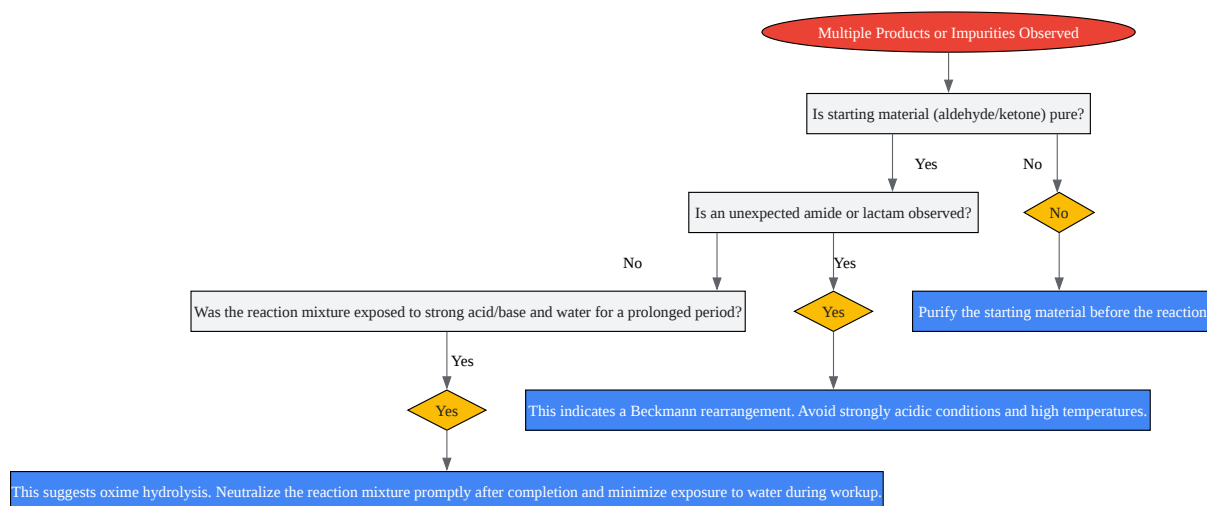 Multiple Products or Impurities Observed
Is starting material (aldehyde/ketone) pure?
Yes
No
Is an unexpected amide or lactam observed?
No
No
Yes
Was the reaction mixture exposed to strong acid/base and water for a prolonged period?
Yes
Purify the starting material before the reaction
Yes
Yes
This indicates a Beckmann rearrangement. Avoid strongly acidic conditions and high temperatures.
This suggests oxime hydrolysis. Neutralize the reaction mixture promptly after completion and minimize exposure to water during workup.